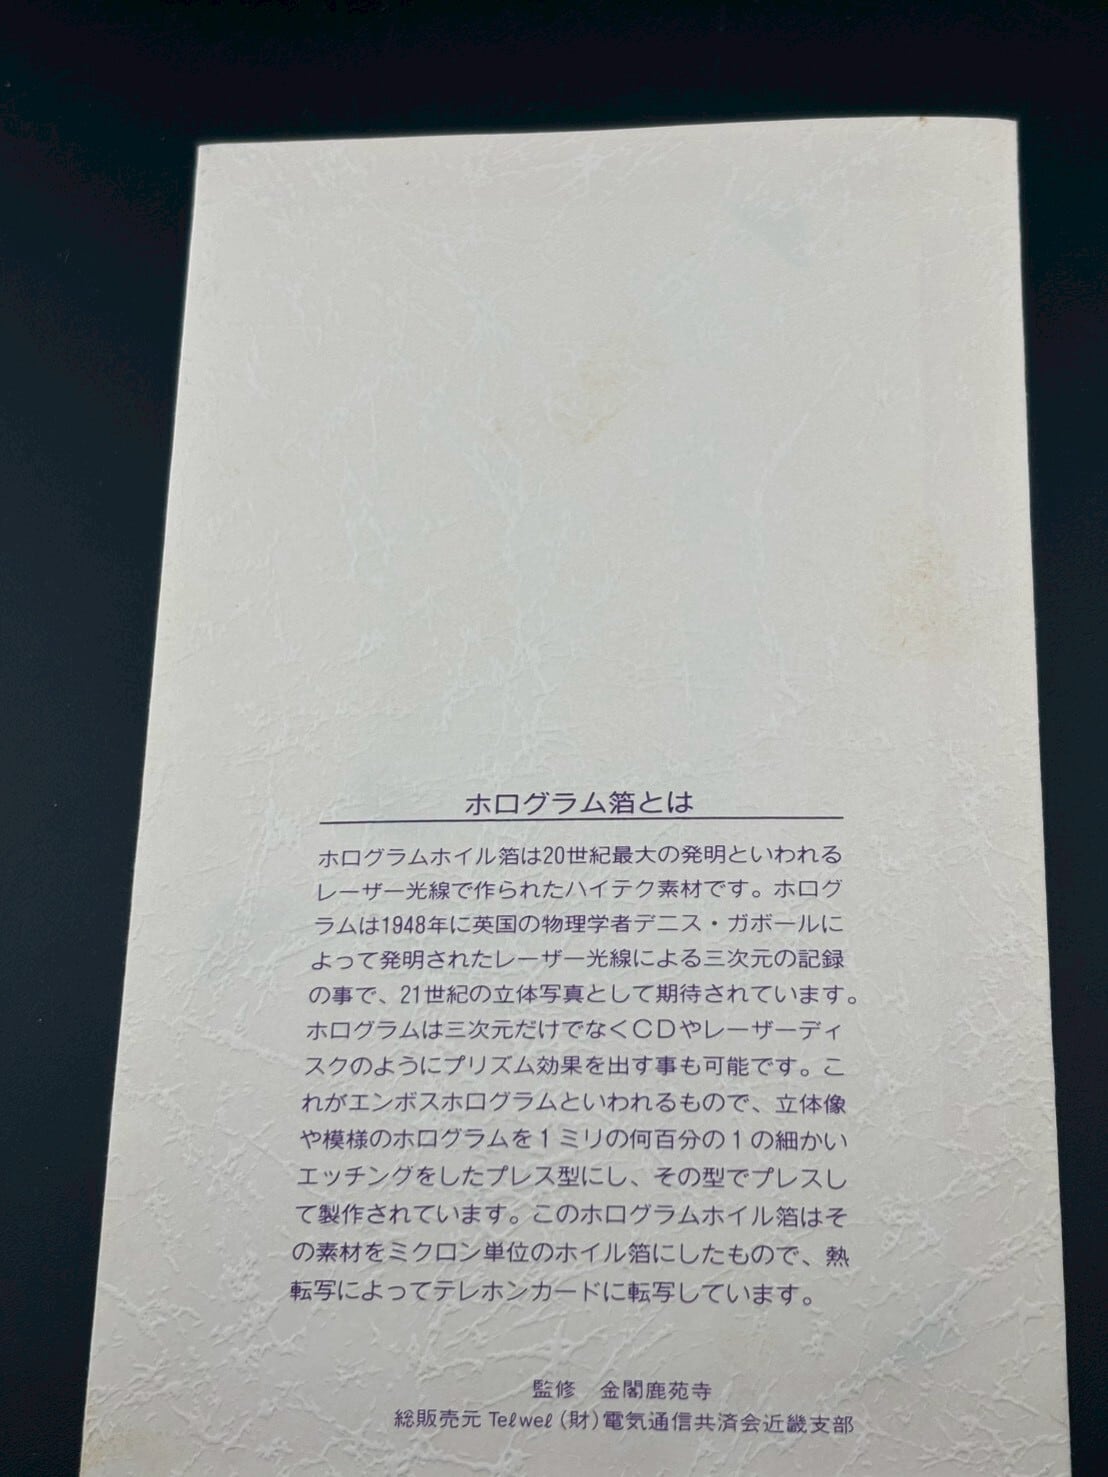 ホログラム箔とは
ホログラムホイル箔は20世紀最大の発明といわれる
レーザー光線で作られたハイテク素材です。ホログ
ラムは1948年に英国の物理学者デニス・ガボールに
よって発明されたレーザー光線による三次元の記録
の事で、21世紀の立体写真として期待されています。
ホログラムは三次元だけでなくCDやレーザーディ
スクのようにプリズム効果を出す事も可能です。こ
れがエンボスホログラムといわれるもので、立体像
や模様のホログラムを1ミリの何百分の1の細かい
エッチングをしたプレス型にし、その型でプレスし
て製作されています。このホログラムホイル箔はそ
の素材をミクロン単位のホイル箔にしたもので、熱
転写によってテレホンカードに転写しています。
監修 金閣鹿苑寺
総販売元 Telwel (財)電気通信共済会近畿支部